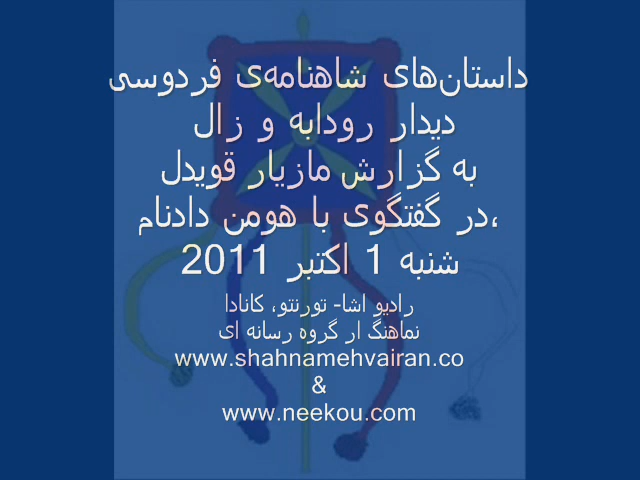 داستان‌های شاهنامه‌ی فردوسی
دیدار رودابه و زال
به گزارش مازیار قویدل
،در گفتگوی با هومن دادنام
شنبه 1 اکتبر 2011
رادیو اشا- تورنتو، کانادا
نماهنگ ار گروه رسانه ای
www.shahnamehvairan.co
&
www.neekou.com